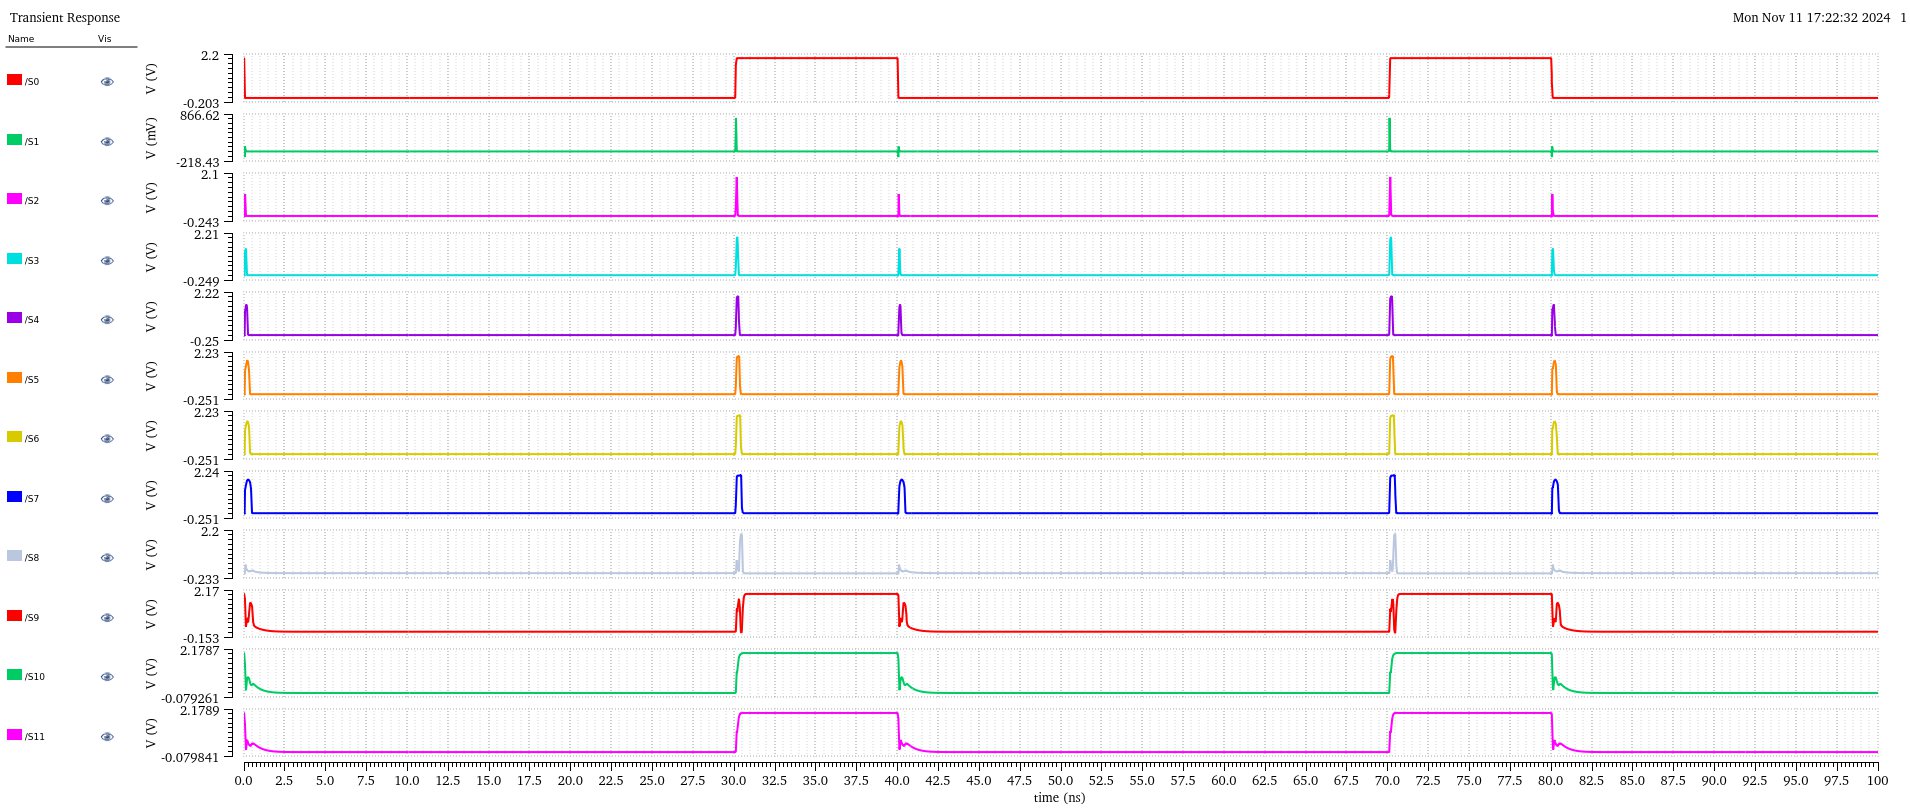 Transient Response
Mon Nov 11 17:22:32 2024 1
Name Vis
/S0 V (V) 2.2 -0.203
/S1 V (mV) 866.62 -218.43
/S2 V (V) 2.1 -0.243
/S3 V (V) 2.21 -0.249
/S4 V (V) 2.22 -0.25
/S5 V (V) 2.23 -0.251
/S6 V (V) 2.23 -0.251
/S7 V (V) 2.24 -0.251
/S8 V (V) 2.2 -0.233
/S9 V (V) 2.17 -0.153
/S10 V (V) 2.1787 -0.079261
/S11 V (V) 2.1789 -0.079841
0.0 2.5 5.0 7.5 10.0 12.5 15.0 17.5 20.0 22.5 25.0 27.5 30.0 32.5 35.0 37.5 40.0 42.5 45.0 47.5 50.0 52.5 55.0 57.5 60.0 62.5 65.0 67.5 70.0 72.5 75.0 77.5 80.0 82.5 85.0 87.5 90.0 92.5 95.0 97.5 100
time (ns)